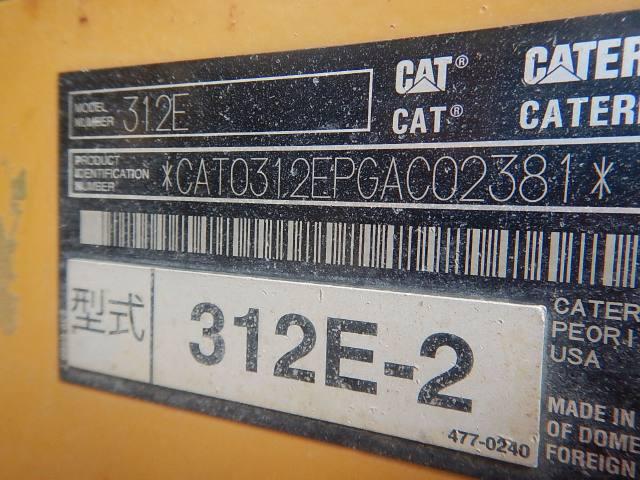 MODEL NUMBER 312E
CAT® CATER
CAT® CATER
PRODUCT IDENTIFICATION NUMBER *CAT0312EPGAC02381*
型式 312E-2
477-0240
CATER
PEORI
USA
MADE IN
OF DOME
FOREIGN